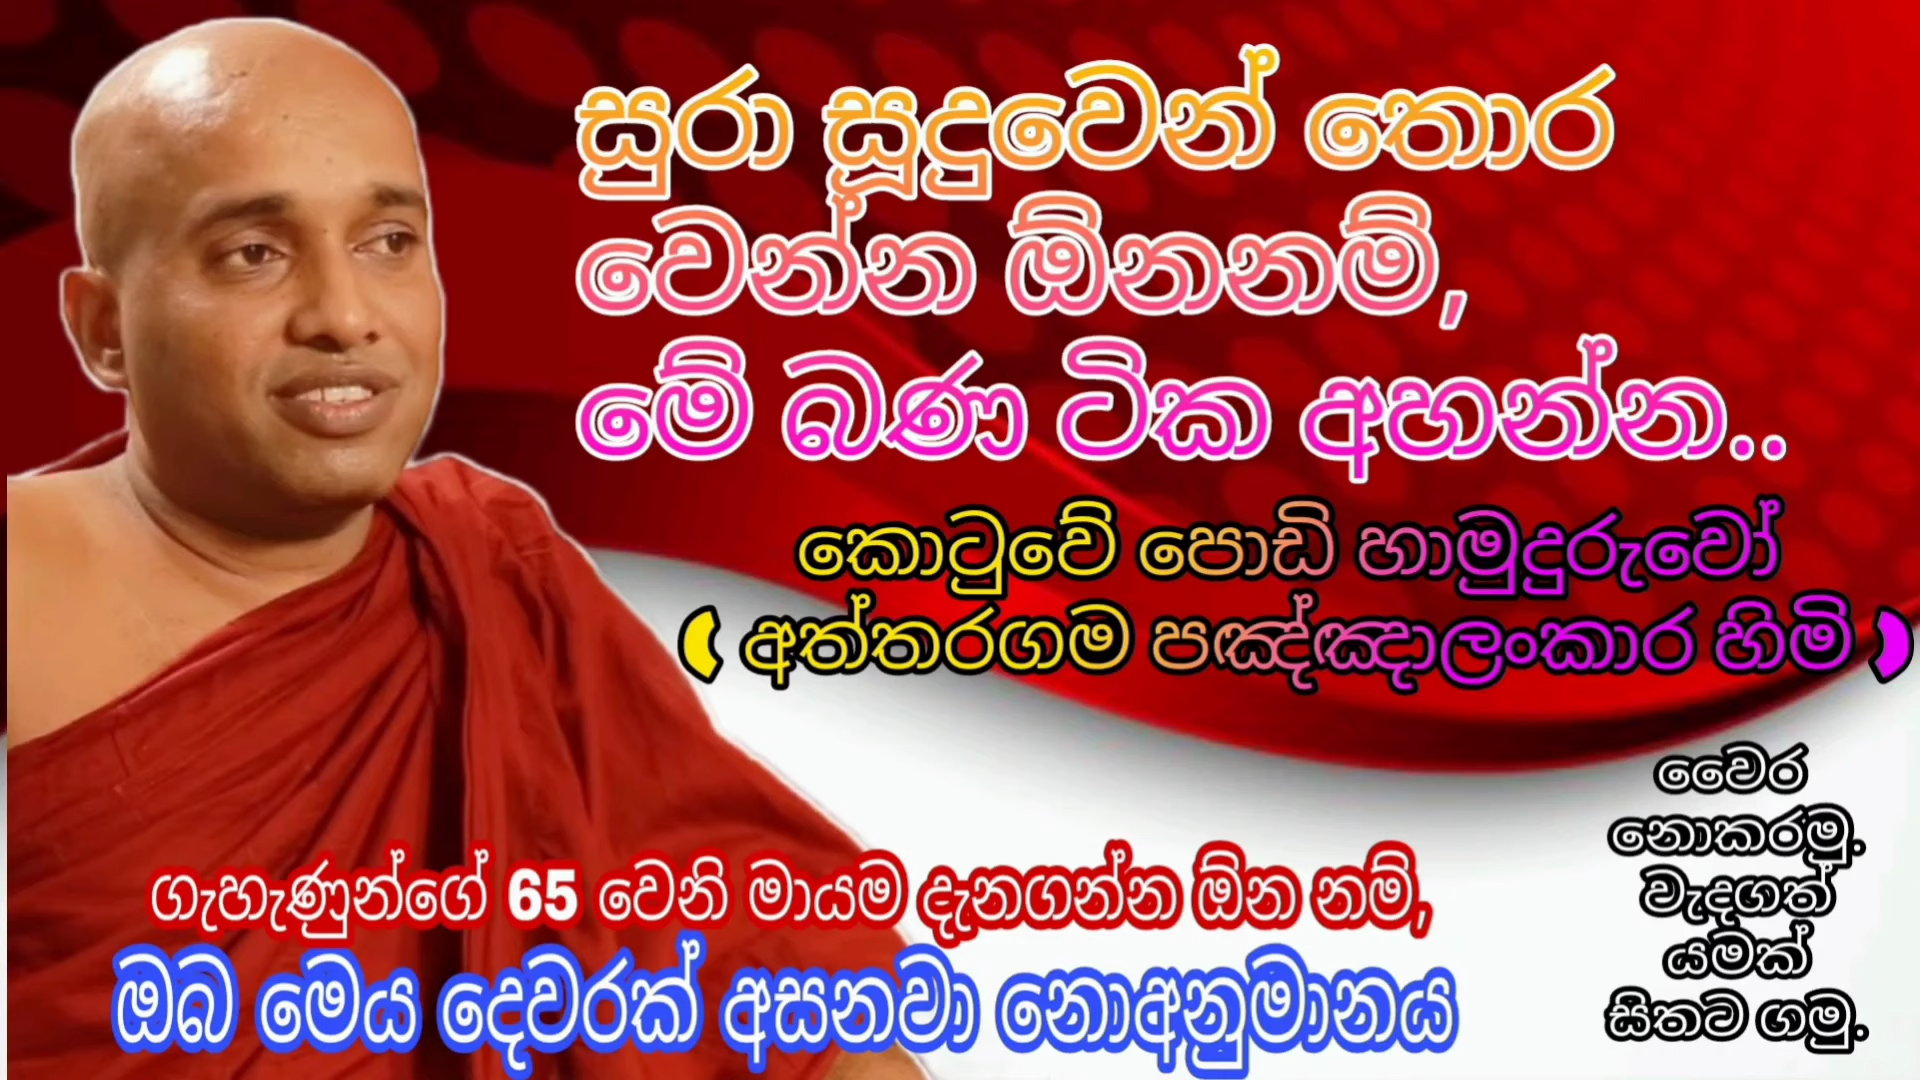 සුරා සූදුවෙන් තොර
වෙන්න ඕනනම්,
මේ බණ ටික අහන්න..
කොටුවේ පොඩි හාමුදුරුවෝ
( අත්තරගම පඤ්ඤාලංකාර හිමි )
වෛර
නොකරමු.
වැදගත්
යමක්
සිතට ගමු.
ගැහැණුන්ගේ 65 වෙනි මායම දැනගන්න ඕන නම්,
ඔබ මෙය දෙවරක් අසනවා නොඅනුමානය